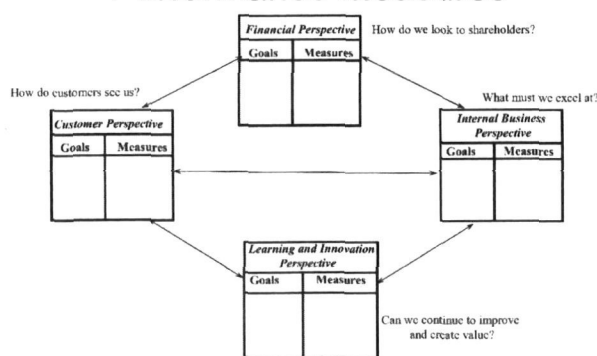 Financial Perspective
How do we look to shareholders?
Goals Measures
How do customers see us?
What must we excel at?
Customer Perspective
Goals Measures
Internal Business
Perspective
Goals Measures
Learning and Innovation
Perspective
Goals Measures
Can we continue to improve
and create value?